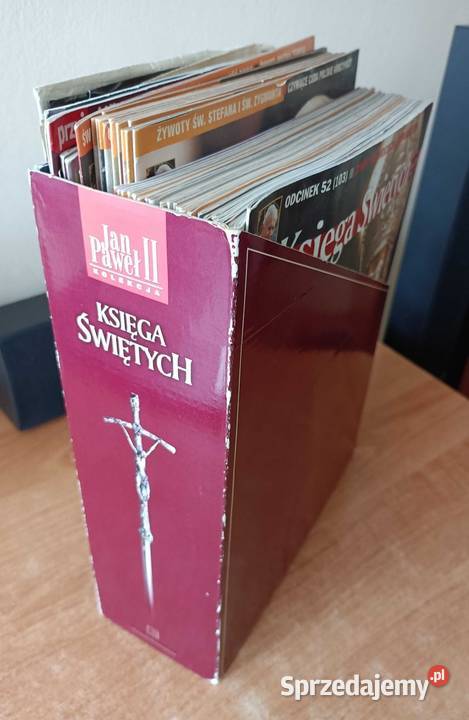 ŻYWOTY ŚW. STEFANA I ŚW. ZYGMUNTA
ODCINEK 52 (103)
Księga Świętych
Jan
Paweł II
KOLEKCJA
KSIĘGA
ŚWIĘTYCH
Sprzedajemy.pl